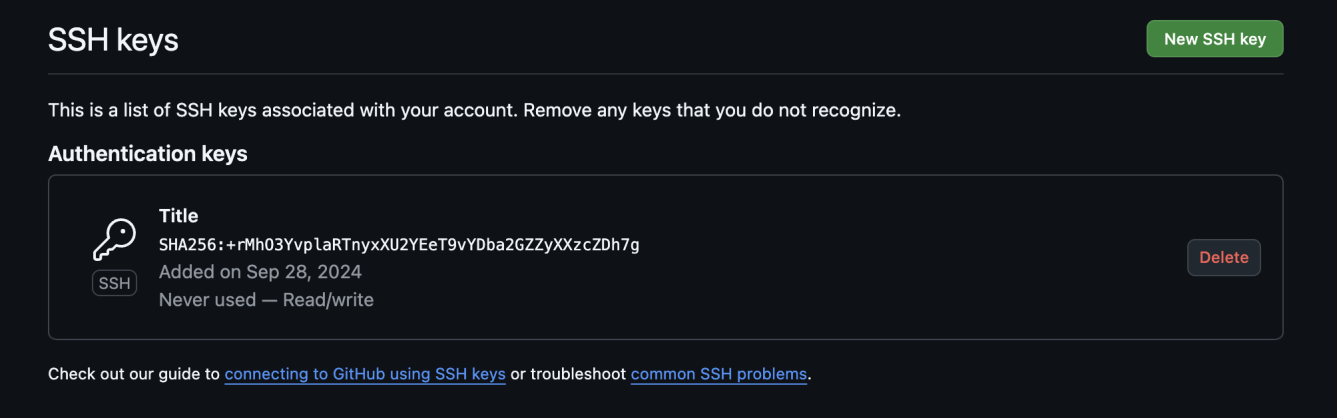 SSH keys
New SSH key
This is a list of SSH keys associated with your account. Remove any keys that you do not recognize.
Authentication keys
Title
SHA256:+rMhO3YvplaRTnyxXU2YEeT9vYDba2GZZyXXzcZDh7g
SSH
Added on Sep 28, 2024
Never used — Read/write
Delete
Check out our guide to connecting to GitHub using SSH keys or troubleshoot common SSH problems.